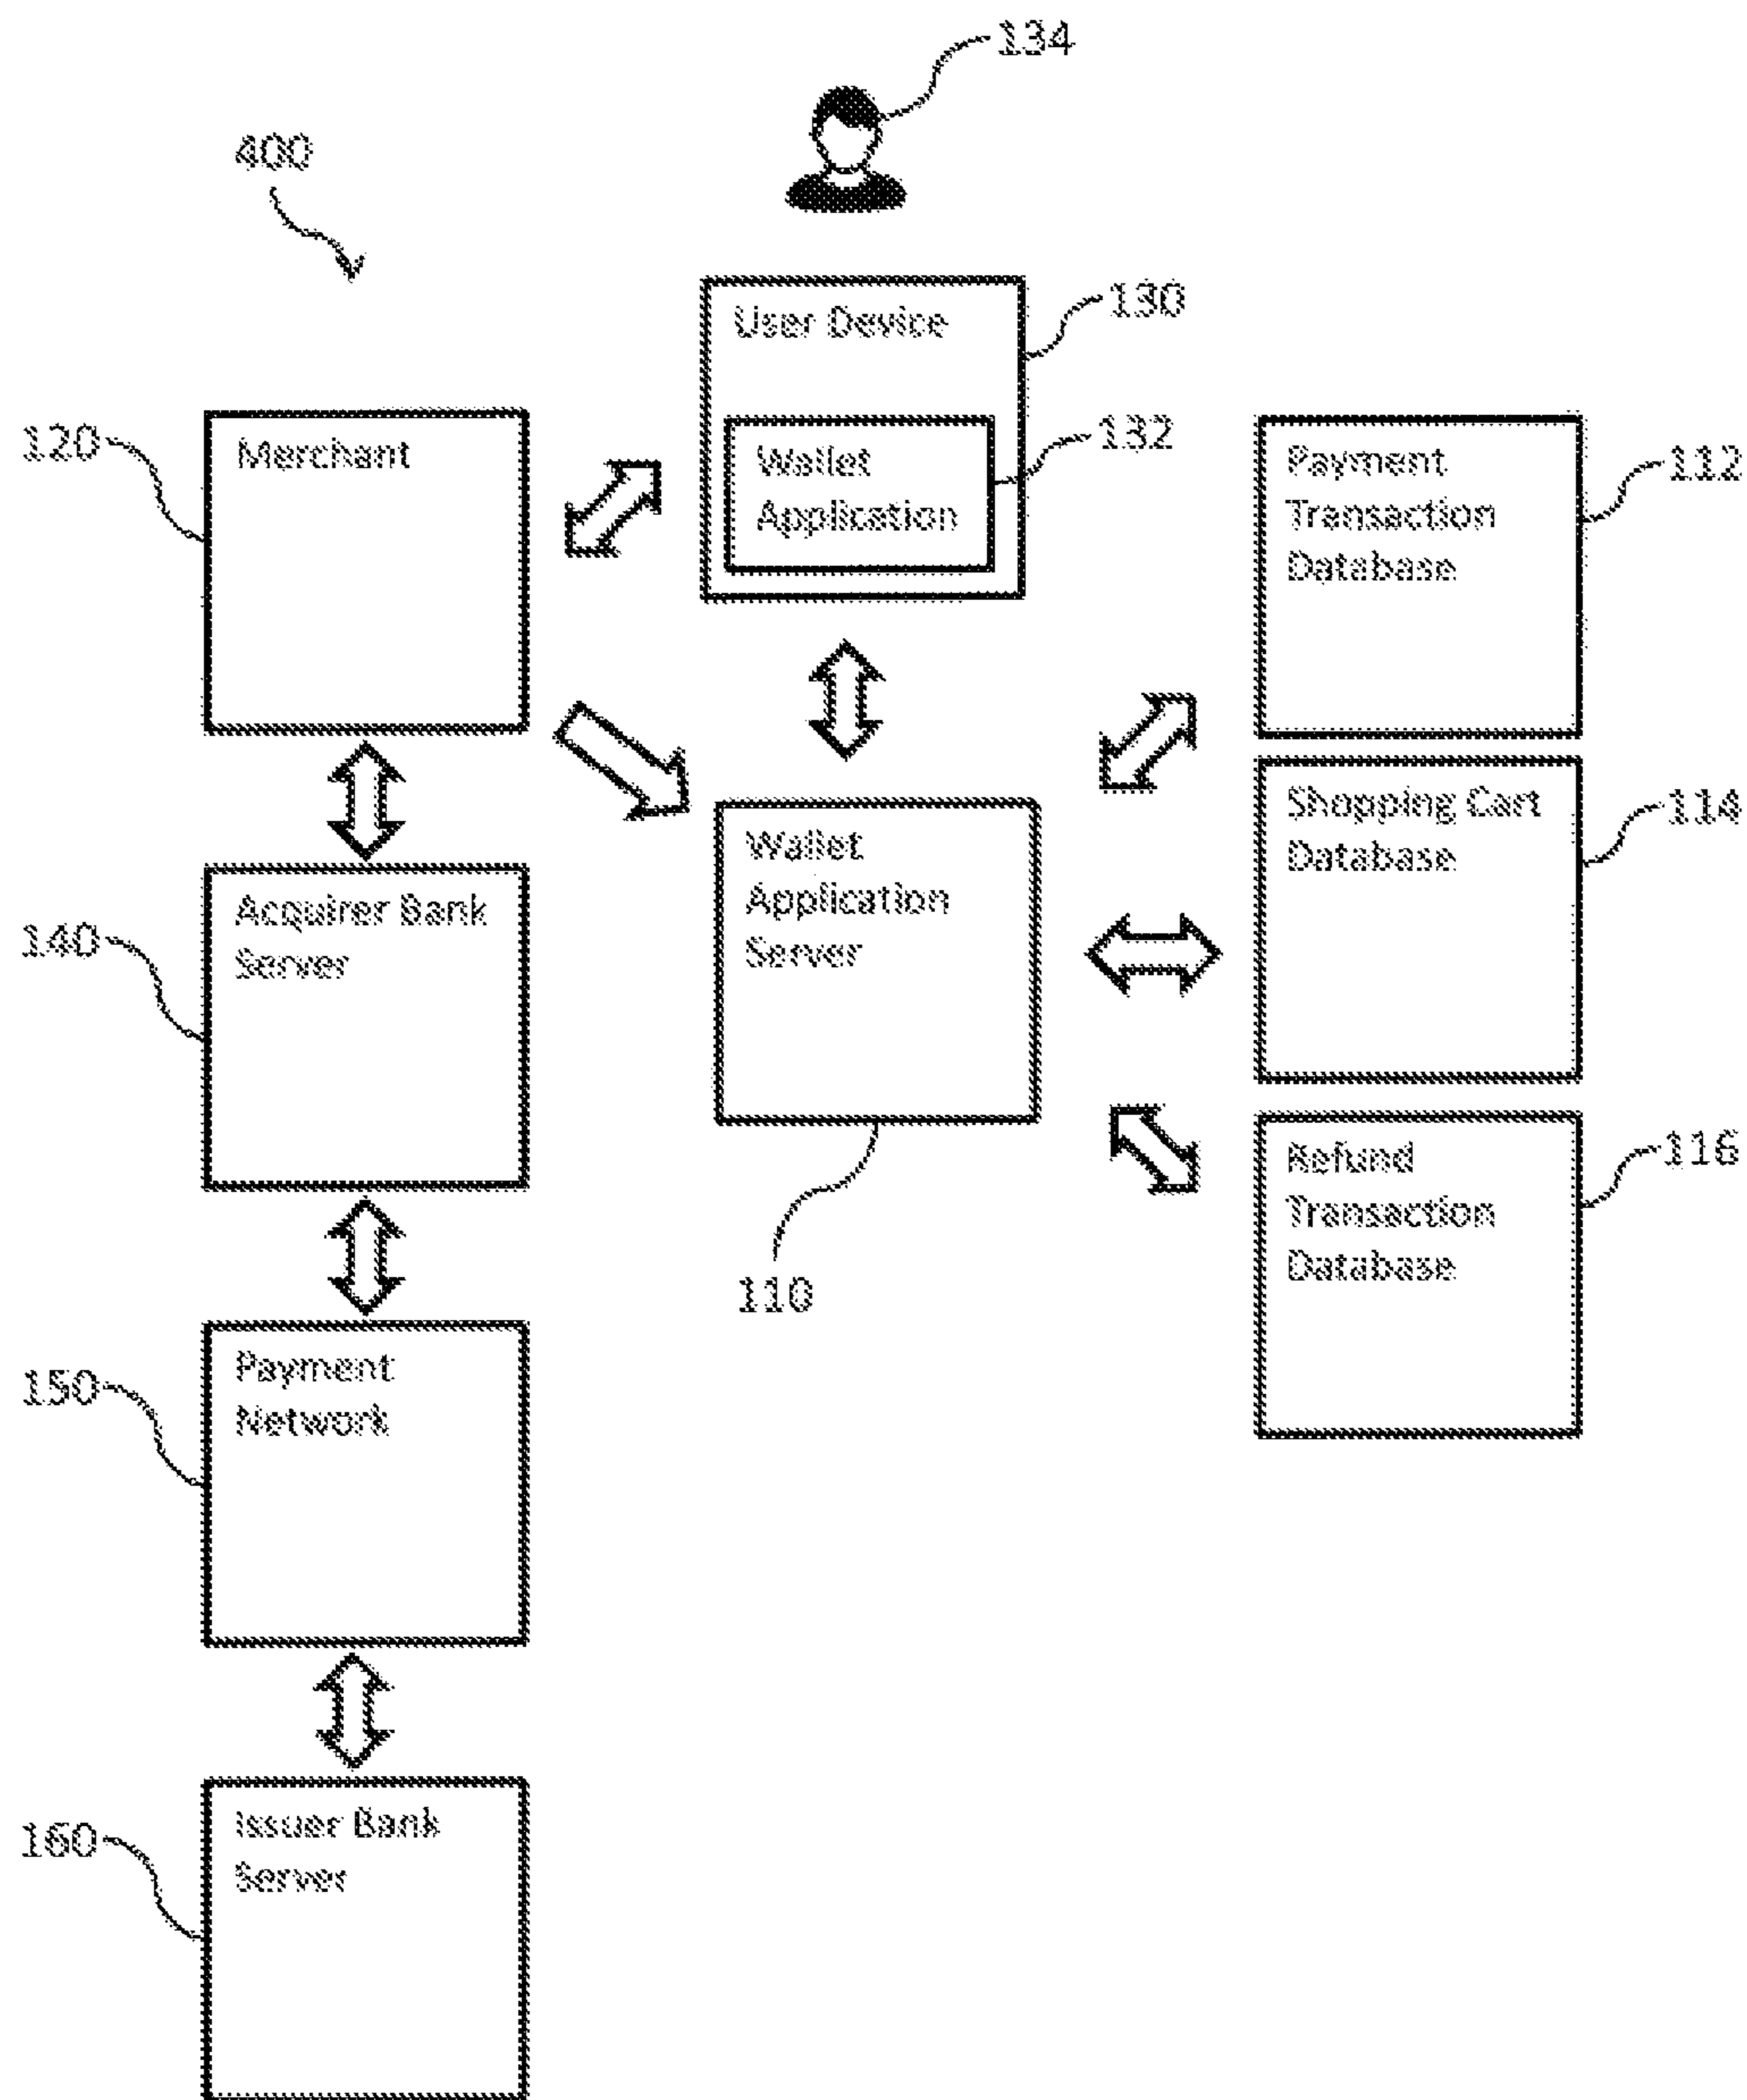 134
400
User Device
130
Merchant
120
Wallet
Application
132
Payment
Transaction
Database
112
Shopping Cart
Database
114
Wallet
Application
Server
110
Acquirer Bank
Server
140
Refund
Transaction
Database
116
Payment
Network
150
Issuer Bank
Server
160